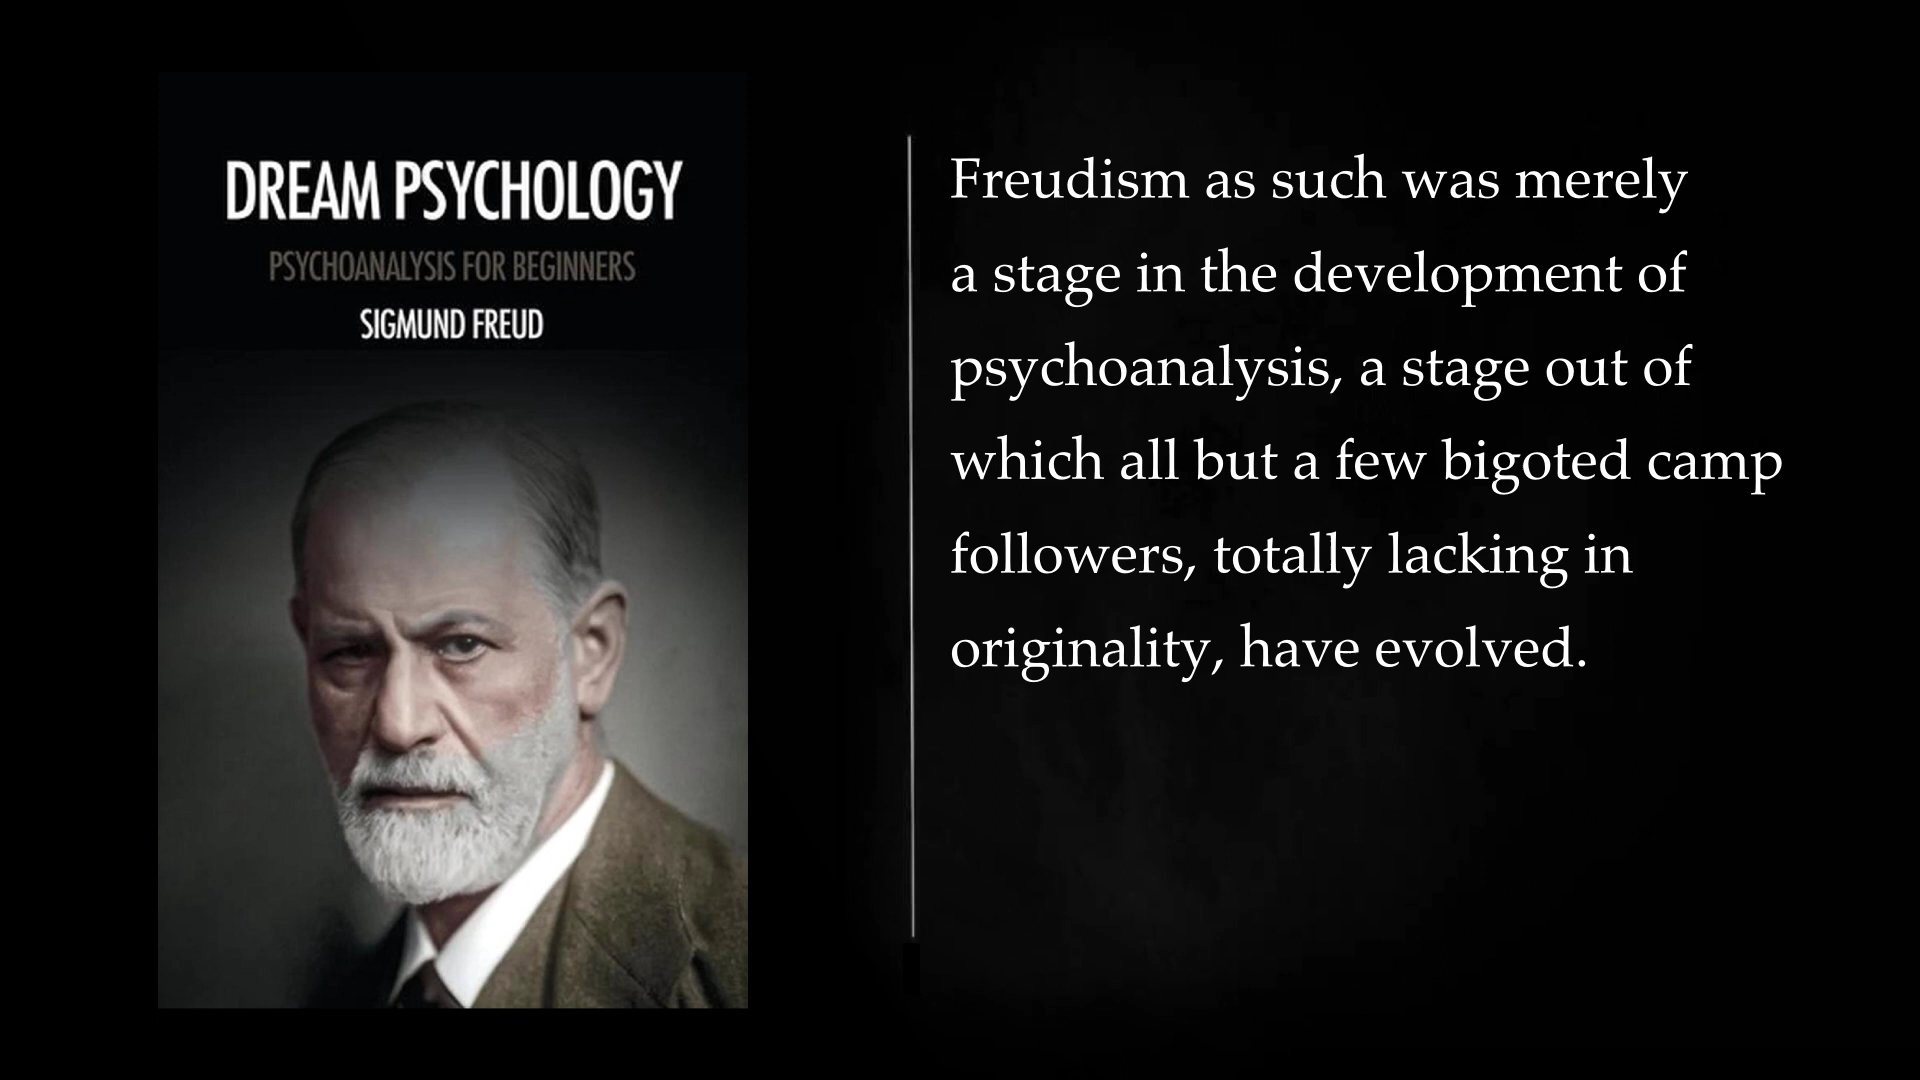 DREAM PSYCHOLOGY
PSYCHOANALYSIS FOR BEGINNERS
SIGMUND FREUD
Freudism as such was merely
a stage in the development of
psychoanalysis, a stage out of
which all but a few bigoted camp
followers, totally lacking in
originality, have evolved.